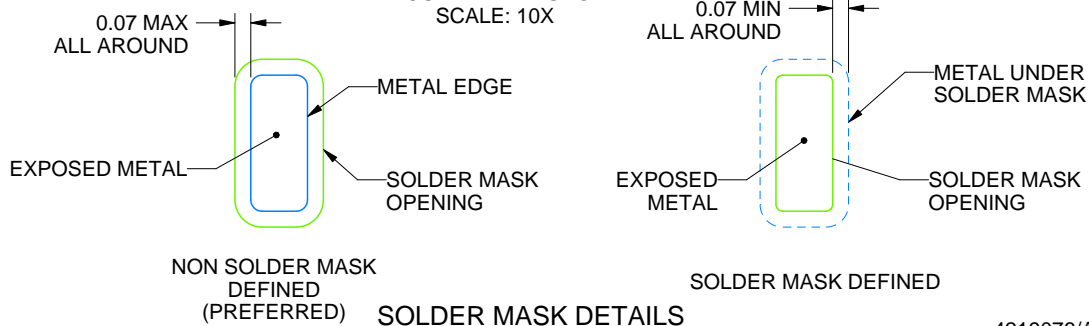 SCALE: 10X
0.07 MAX
ALL AROUND
0.07 MIN
ALL AROUND
METAL EDGE
EXPOSED METAL
SOLDER MASK
OPENING
METAL UNDER
SOLDER MASK
EXPOSED
METAL
SOLDER MASK
OPENING
NON SOLDER MASK
DEFINED
(PREFERRED)
SOLDER MASK DEFINED
SOLDER MASK DETAILS